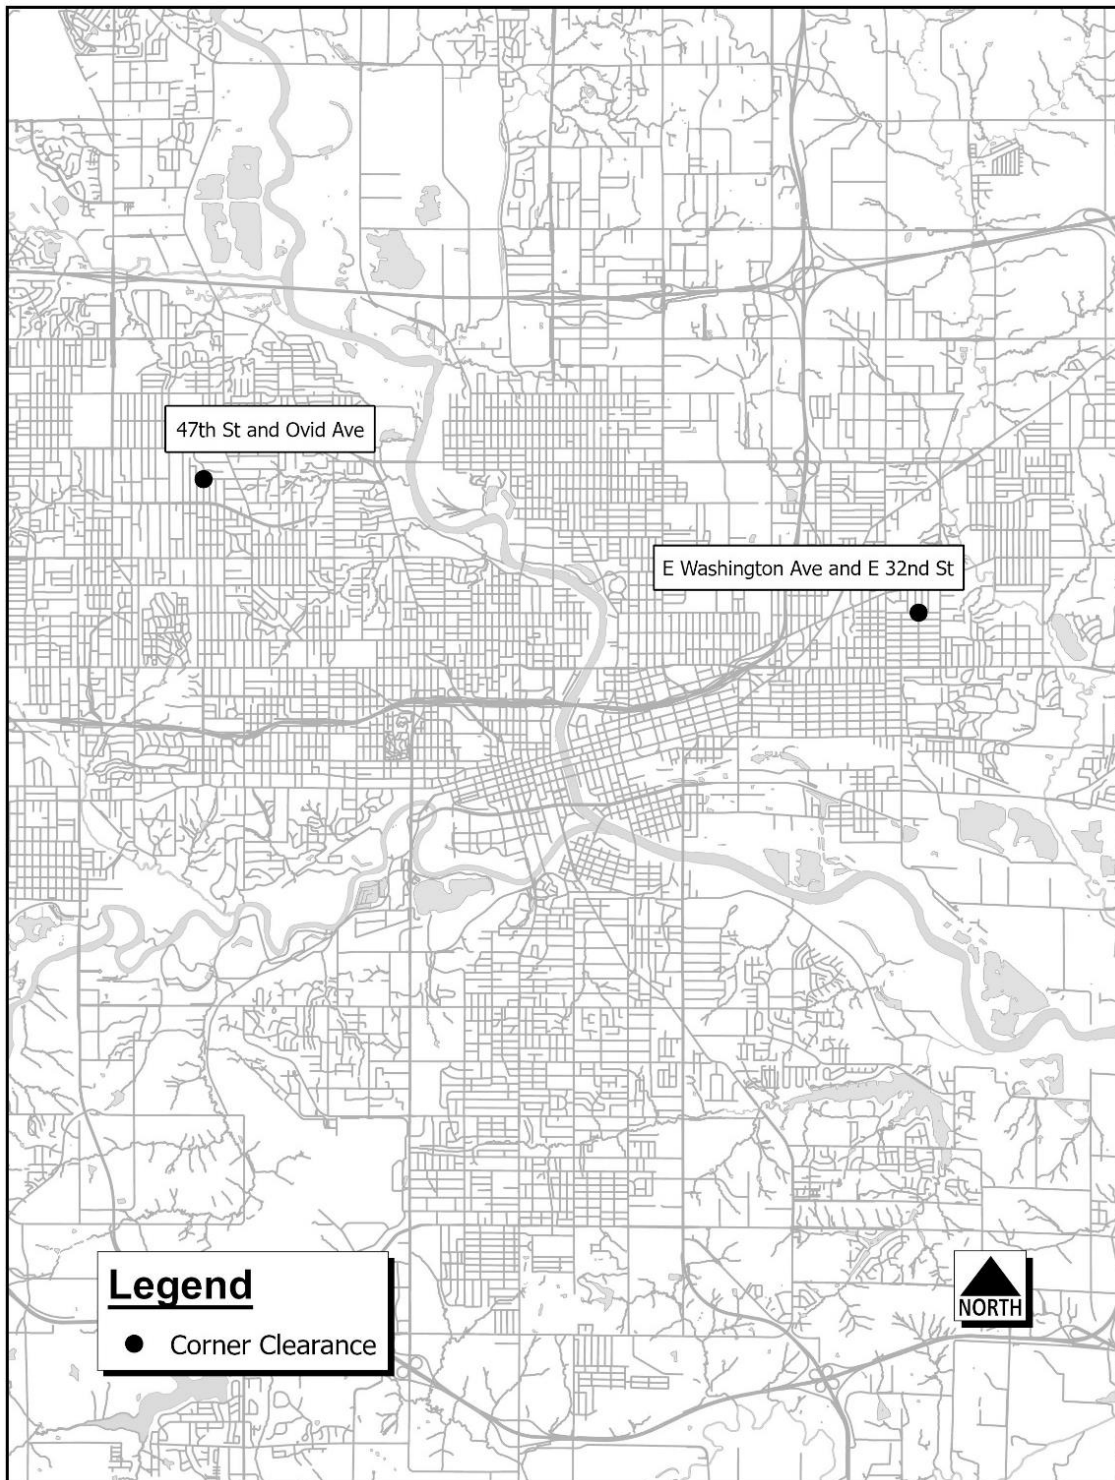 47th St and Ovid Ave
E Washington Ave and E 32nd St
Legend
Corner Clearance
NORTH